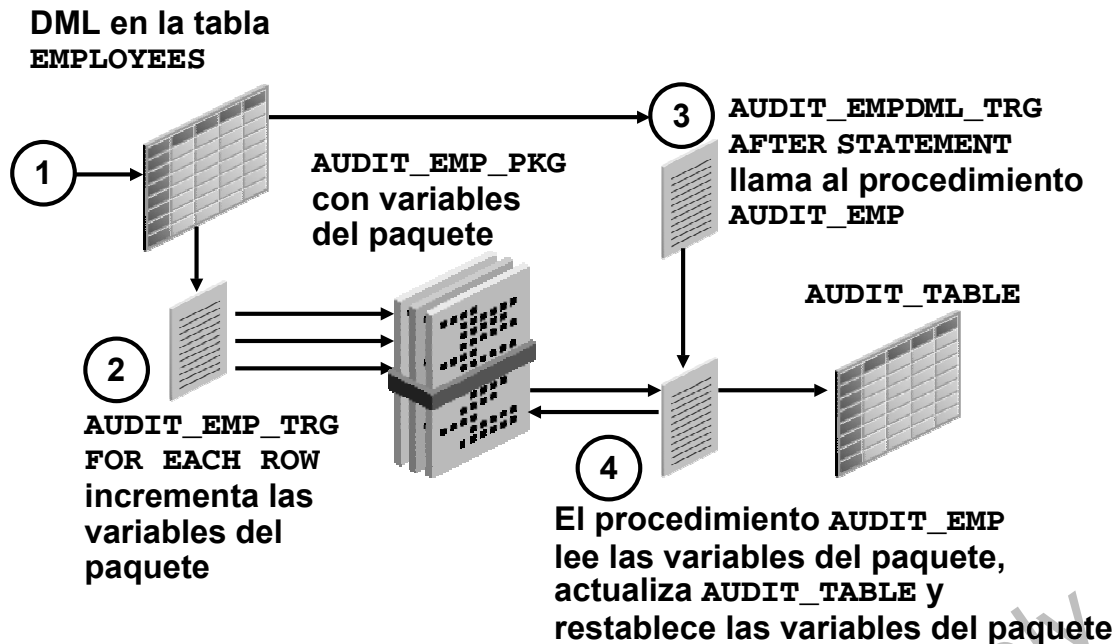 DML en la tabla
EMPLOYEES
1
AUDIT_EMP_PKG
con variables
del paquete
3
AUDIT_EMPDML_TRG
AFTER STATEMENT
llama al procedimiento
AUDIT_EMP
AUDIT_TABLE
2
AUDIT_EMP_TRG
FOR EACH ROW
incrementa las
variables del
paquete
4
El procedimiento AUDIT_EMP
lee las variables del paquete,
actualiza AUDIT_TABLE y
restablece las variables del paquete